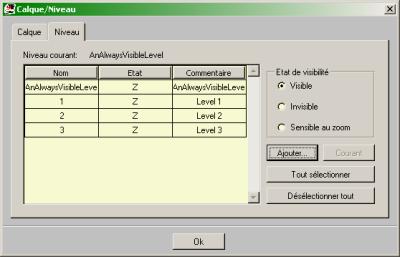 Calque/Niveau
Calque Niveau
Niveau courant: AnAlwaysVisibleLevel
Nom Etat Commentaire
AnAlwaysVisibleLeve Z AnAlwaysVisibleLeve
1 Z Level 1
2 Z Level 2
3 Z Level 3
Etat de visibilité
Visible
Invisible
Sensible au zoom
Ajouter... Courant
Tout sélectionner
Désélectionner tout
Ok